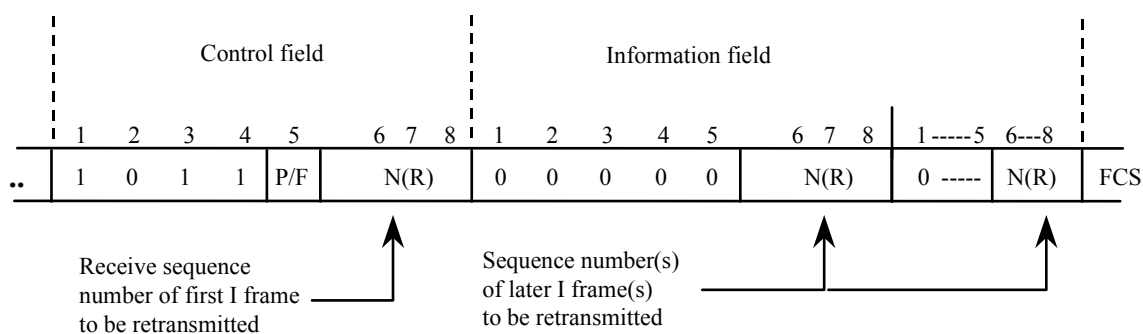 Control field Information field
1 2 3 4 5 6 7 8 1 2 3 4 5 6 7 8 1 -----5 6---8
.. 1 0 1 1 P/F N(R) 0 0 0 0 0 N(R) 0 ----- N(R) FCS
Receive sequence
number of first I frame
to be retransmitted
Sequence number(s)
of later I frame(s)
to be retransmitted